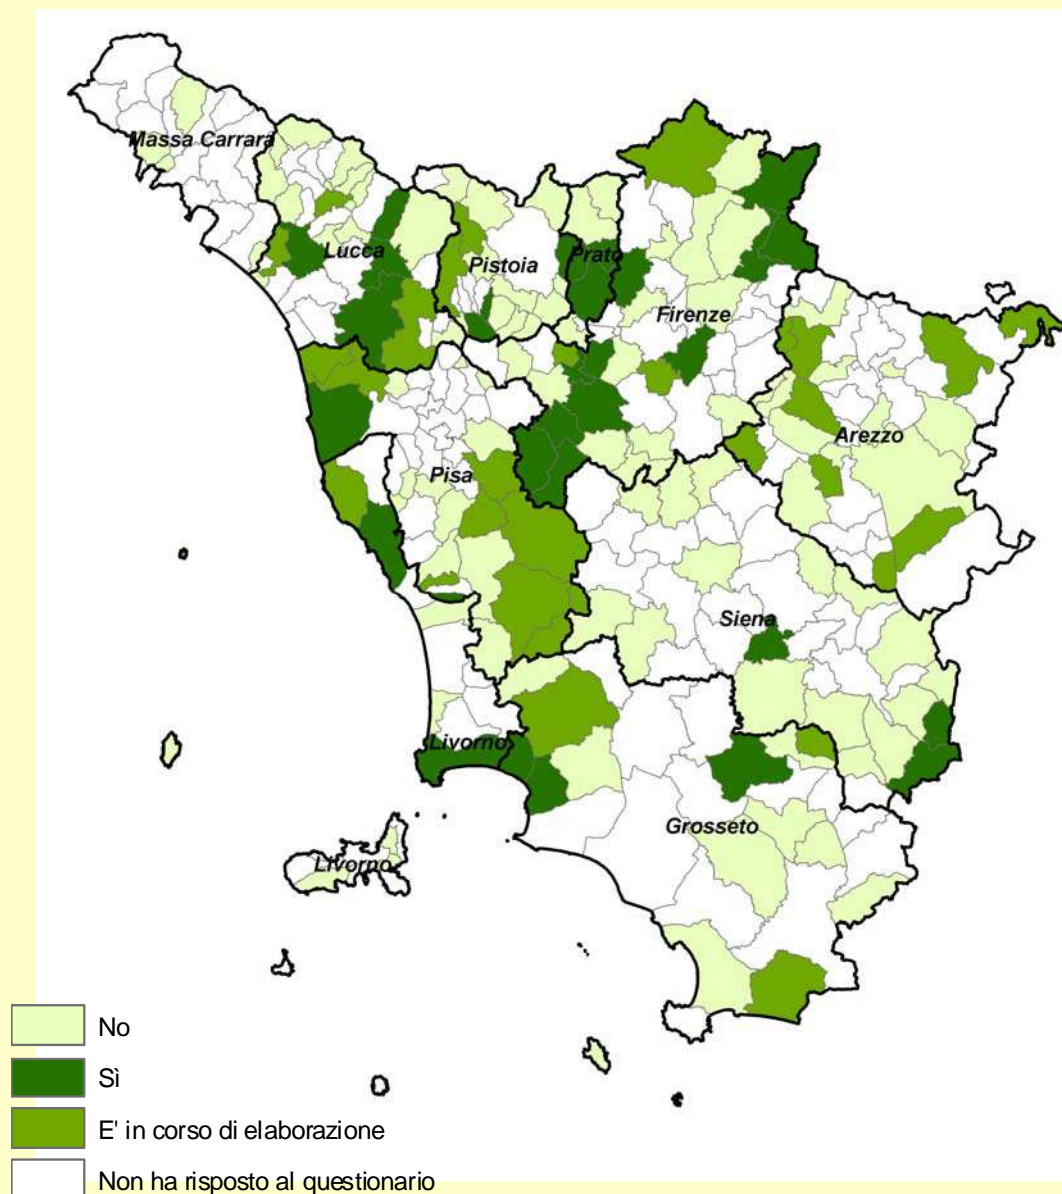 Massa Carrara
Lucca
Pistoia
Prato
Firenze
Arezzo
Pisa
Siena
Livorno
Grosseto
Livorno
No
Sì
E' in corso di elaborazione
Non ha risposto al questionario